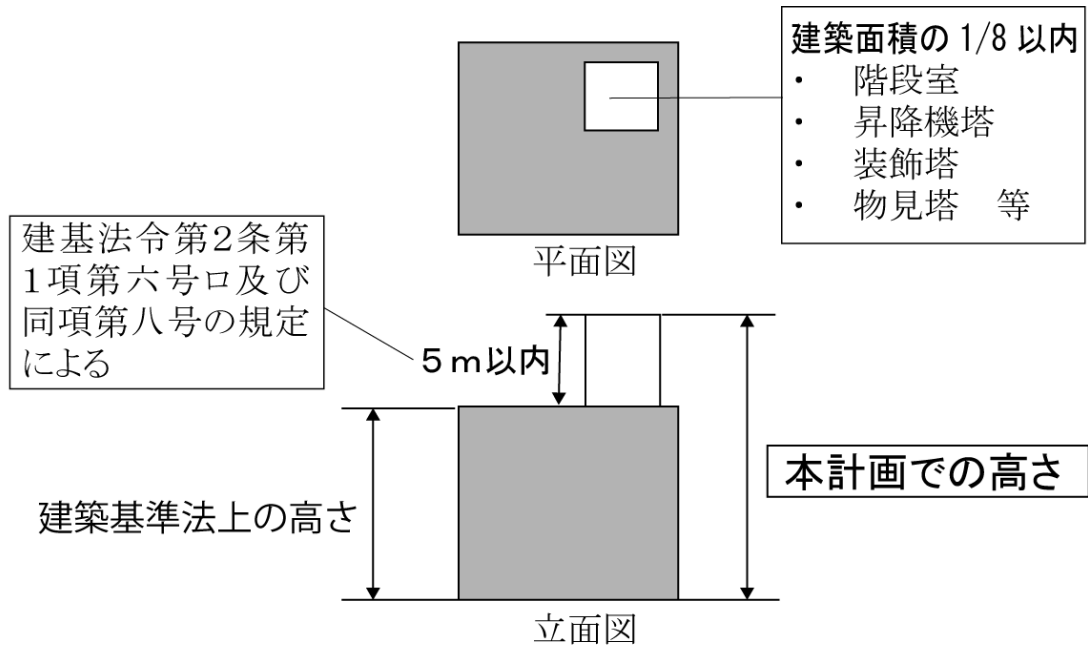 建築面積の 1/8 以内
・ 階段室
・ 昇降機塔
・ 装飾塔
・ 物見塔　等
平面図
建基法令第２条第
１項第六号ロ及び
同項第八号の規定
による
５ｍ以内
本計画での高さ
建築基準法上の高さ
立面図